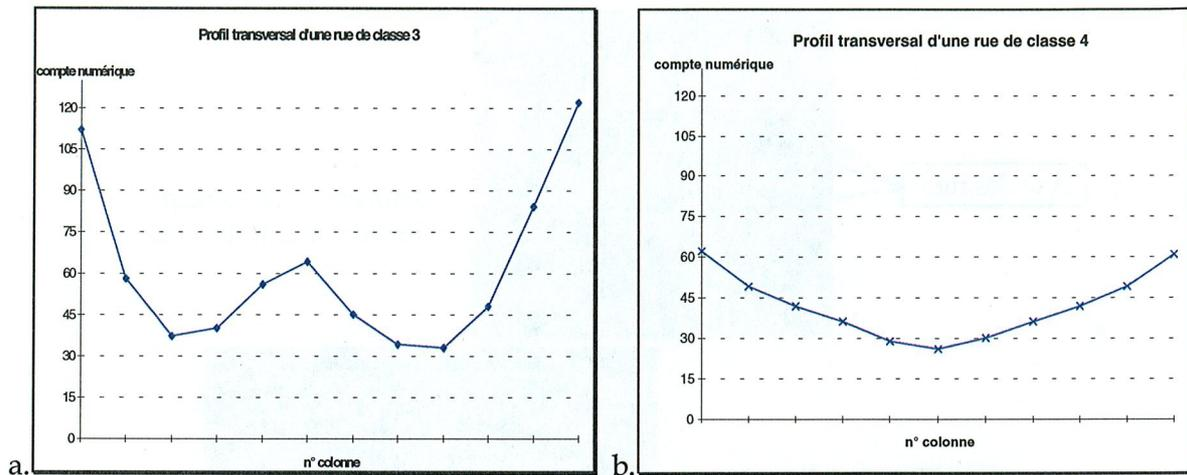 Profil transversal d'une rue de classe 3
compte numérique
120
105
90
75
60
45
30
15
0
n° colonne
a.
Profil transversal d'une rue de classe 4
compte numérique
120
105
90
75
60
45
30
15
0
n° colonne
b.